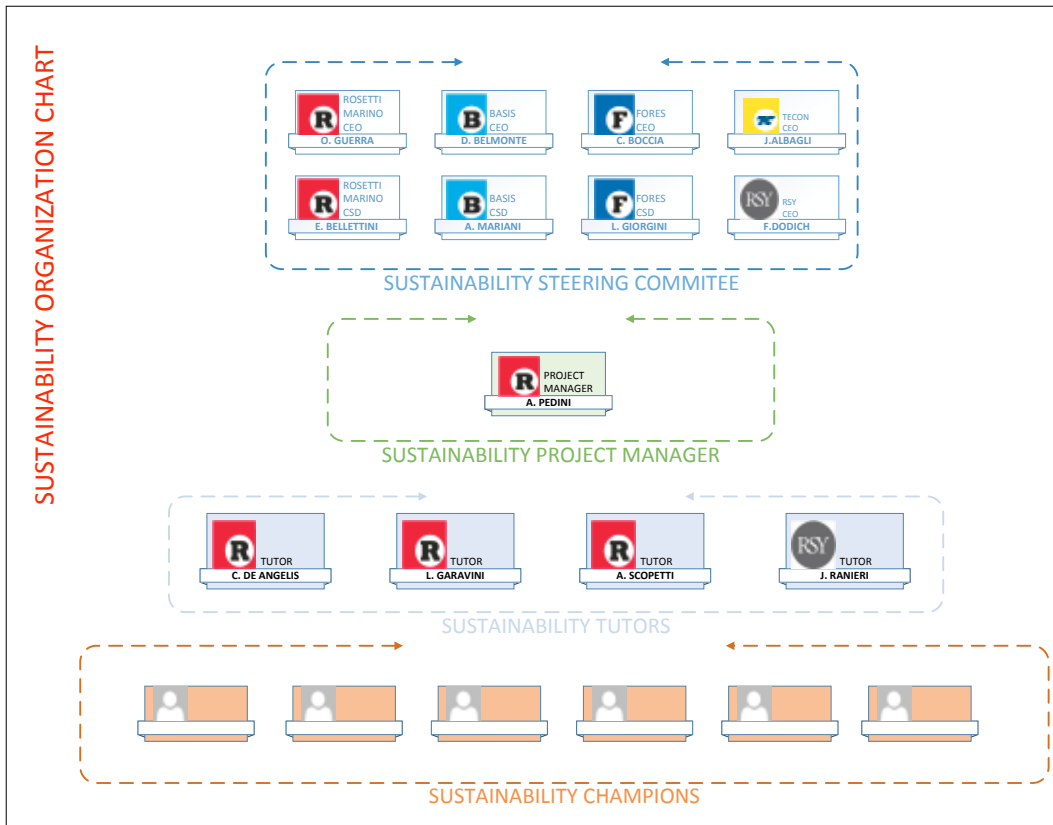 SUSTAINABILITY ORGANIZATION CHART
R
ROSETTI
MARINO
CEO
O. GUERRA
B
BASIS
CEO
D. BELMONTE
F
FORES
CEO
C. BOCCIA
TECON
CEO
J.ALBAGLI
R
ROSETTI
MARINO
CSD
E. BELLETTINI
B
BASIS
CSD
A. MARIANI
F
FORES
CSD
L. GIORGINI
RSY
RSY
CEO
F.DODICH
SUSTAINABILITY STEERING COMMITEE
R
PROJECT
MANAGER
A. PEDINI
SUSTAINABILITY PROJECT MANAGER
R
TUTOR
C. DE ANGELIS
R
TUTOR
L. GARAVINI
R
TUTOR
A. SCOPETTI
RSY
TUTOR
J. RANIERI
SUSTAINABILITY TUTORS
SUSTAINABILITY CHAMPIONS